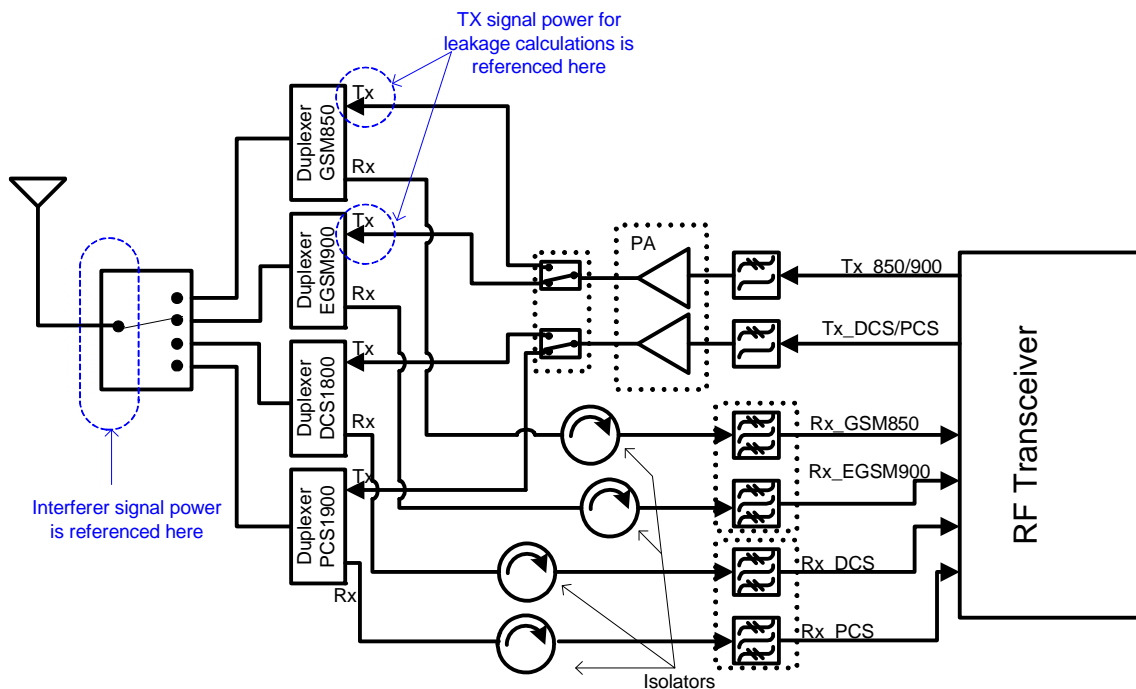 TX signal power for
leakage calculations is
referenced here
Tx
Duplexer
GSM850
Rx
Tx
Duplexer
EGSM900
Rx
PA
Tx_850/900
Tx_DCS/PCS
Tx
Duplexer
DCS1800
Rx
Rx_GSM850
Rx_EGSM900
Tx
Duplexer
PCS1900
Rx
Interferer signal power
is referenced here
Rx_DCS
Rx_PCS
RF Transceiver
Isolators